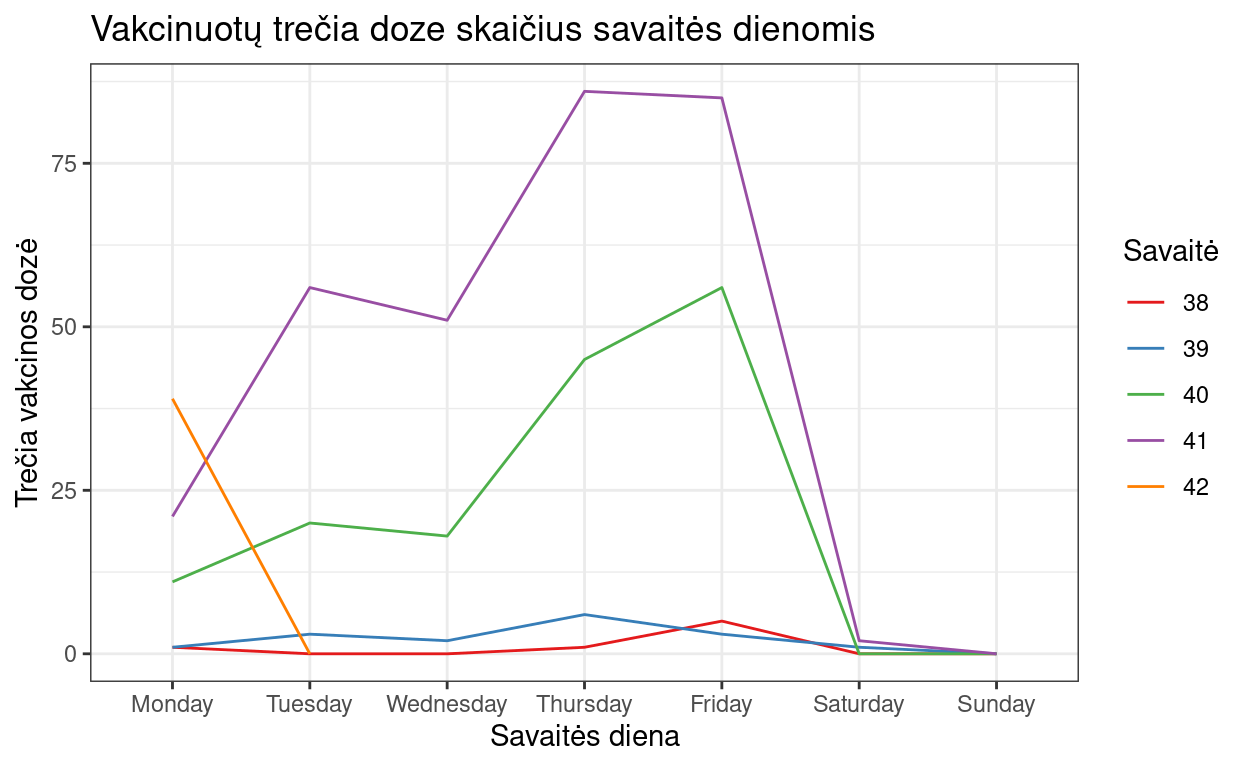 Vakcinuotų trečia doze skaičius savaitės dienomis
Trečia vakcinos dozė
75
50
25
0
Monday
Tuesday
Wednesday
Thursday
Friday
Saturday
Sunday
Savaitės diena
Savaitė
38
39
40
41
42